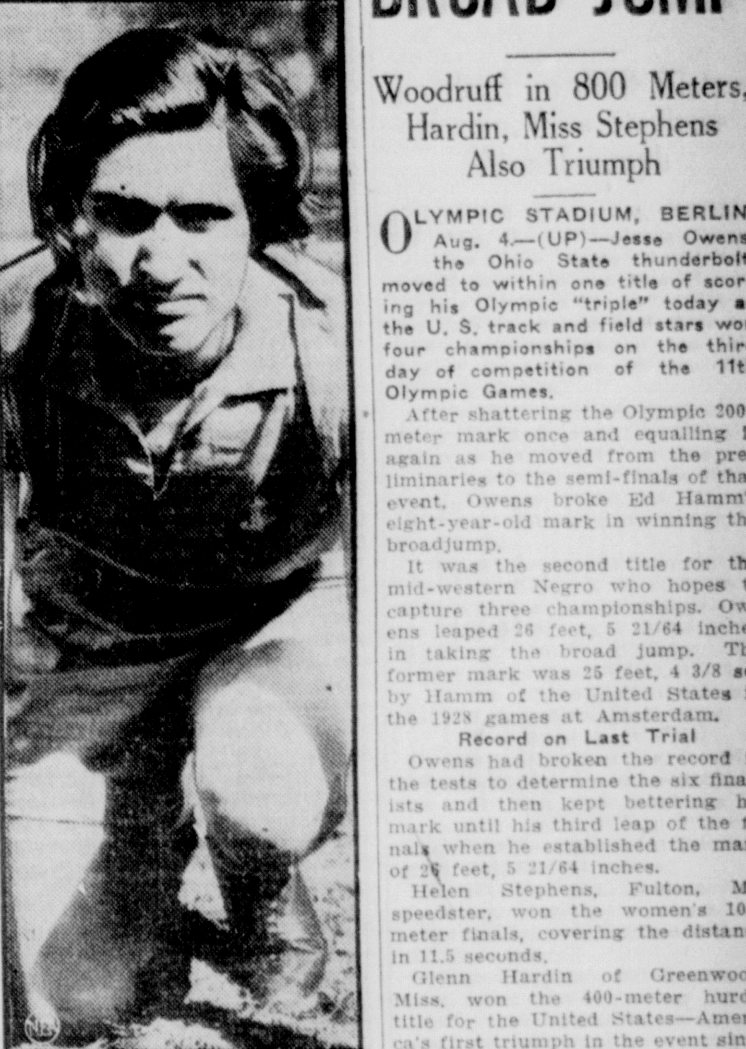 BROAD JUMP
Woodruff in 800 Meters,
Hardin, Miss Stephens
Also Triumph
OLYMPIC STADIUM, BERLIN
Aug. 4.—(UP)—Jesse Owens
the Ohio State thunderbolt
moved to within one title of scor
ing his Olympic "triple" today a
the U. S. track and field stars wo
four championships on the thir
day of competition of the 11t
Olympic Games.
After shattering the Olympic 200
meter mark once and equalling
again as he moved from the pre
liminaries to the semi-finals of tha
event, Owens broke Ed Hamm'
eight-year-old mark in winning th
broadjump.
It was the second title for th
mid-western Negro who hopes t
capture three championships. Ow
ens leaped 26 feet, 5 21/64 inche
in taking the broad jump. Th
former mark was 25 feet, 4 3/8 s
by Hamm of the United States
the 1928 games at Amsterdam.
Record on Last Trial
Owens had broken the record
the tests to determine the six fina
ists and then kept bettering h
mark until his third leap of the f
nals when he established the ma
of 26 feet, 5 21/64 inches.
Helen Stephens, Fulton, M
speedster, won the women's 10
meter finals, covering the distan
in 11.5 seconds.
Glenn Hardin of Greenwoo
Miss. won the 400-meter hurd
title for the United States—Amer
ca's first triumph in the event sin
NEA